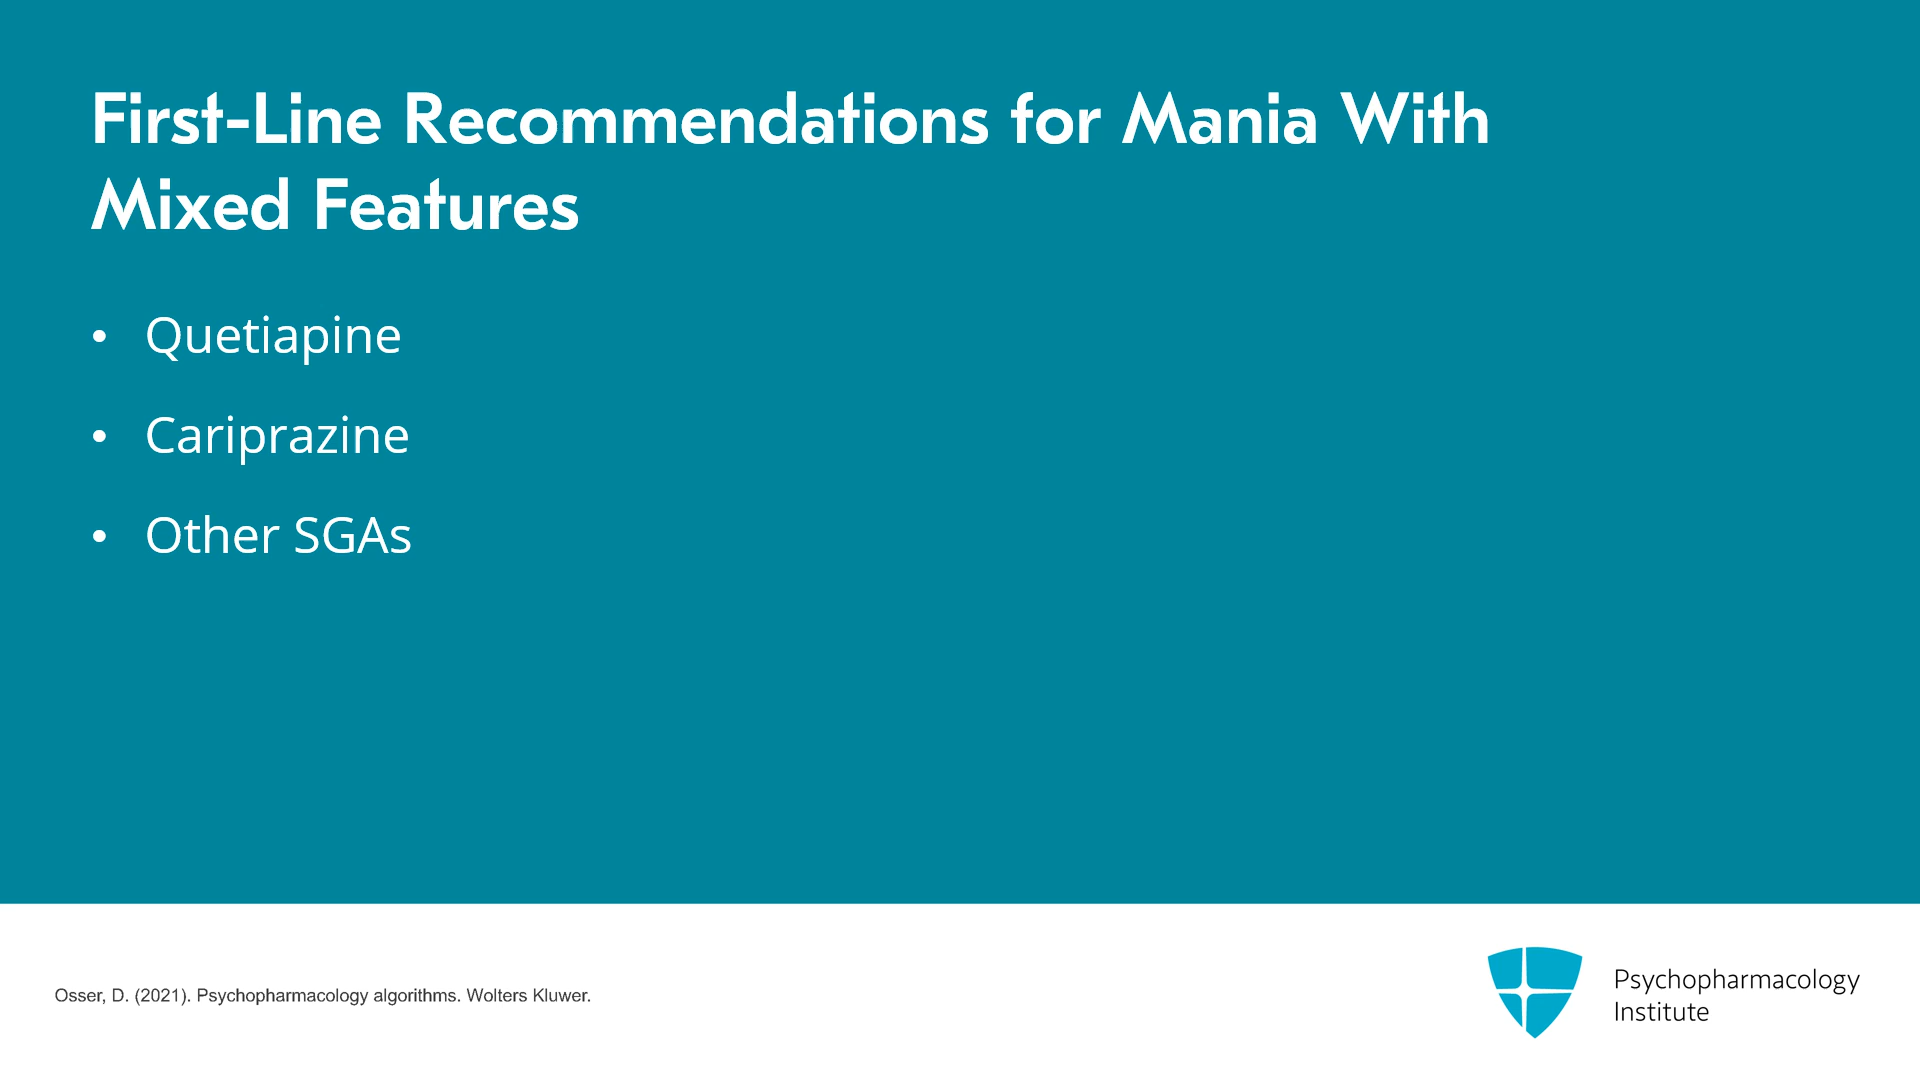 First-Line Recommendations for Mania With
Mixed Features
• Quetiapine
• Cariprazine
• Other SGAs
Osser, D. (2021). Psychopharmacology algorithms. Wolters Kluwer.
Psychopharmacology
Institute